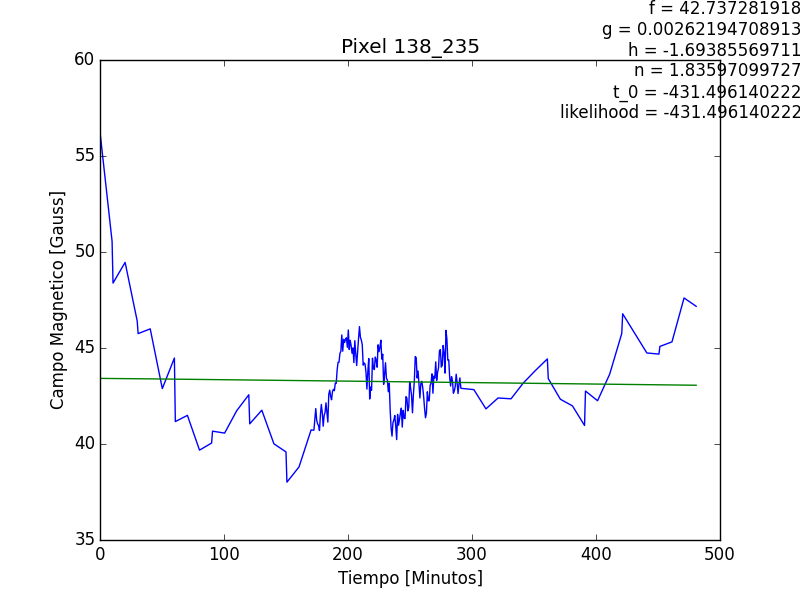 f = 42.737281918
g = 0.00262194708913
h = -1.69385569711
n = 1.83597099727
t_0 = -431.496140222
likelihood = -431.496140222
Pixel 138_235
60
55
50
45
40
35
Campo Magnetico [Gauss]
0 100 200 300 400 500
Tiempo [Minutos]